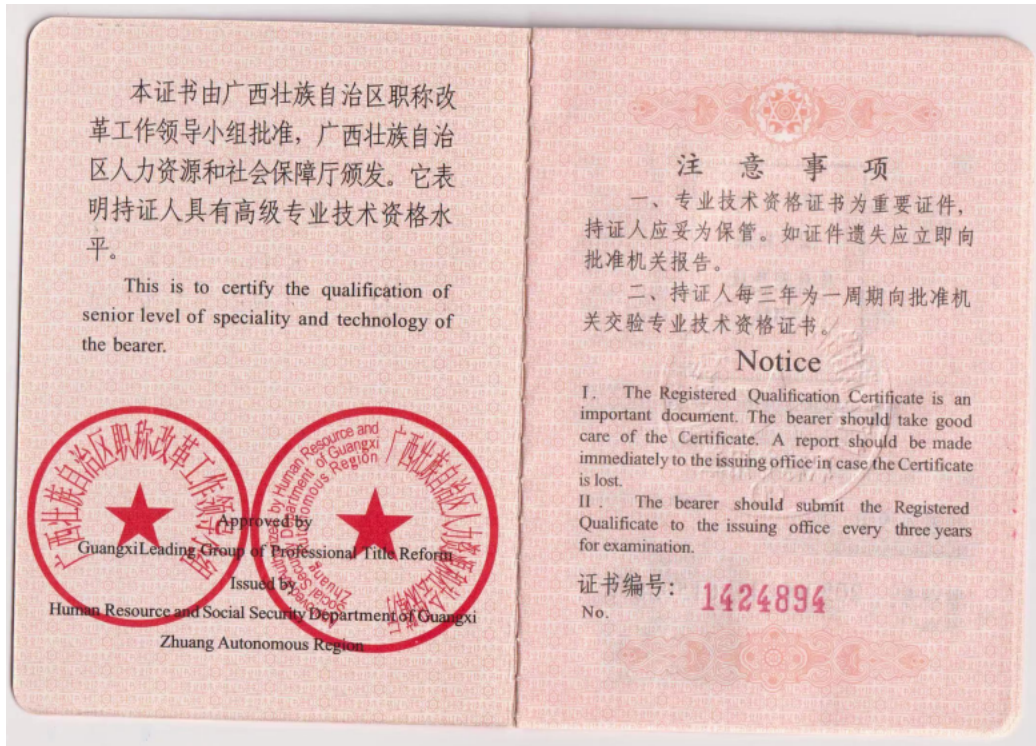 本证书由广西壮族自治区职称改
革工作领导小组批准，广西壮族自治
区人力资源和社会保障厅颁发。它表
明持证人具有高级专业技术资格水
平。
This is to certify the qualification of
senior level of speciality and technology of
the bearer.
广西壮族自治区职称改革工作领导小组
广西壮族自治区人力资源和社会保障厅
Approved by
GuangxiLeading Group of Professional Title Reform
Issued by
Human Resource and Social Security Department of Guangxi
Zhuang Autonomous Region
注意事项
一、专业技术资格证书为重要证件，
持证人应妥为保管。如证件遗失应立即向
批准机关报告。
二、持证人每三年为一周期向批准机
关交验专业技术资格证书。
Notice
I. The Registered Qualification Certificate is an
important document. The bearer should take good
care of the Certificate. A report should be made
immediately to the issuing office in case the Certificate
is lost.
II. The bearer should submit the Registered
Qualificate to the issuing office every three years
for examination.
证书编号：1424894
No.